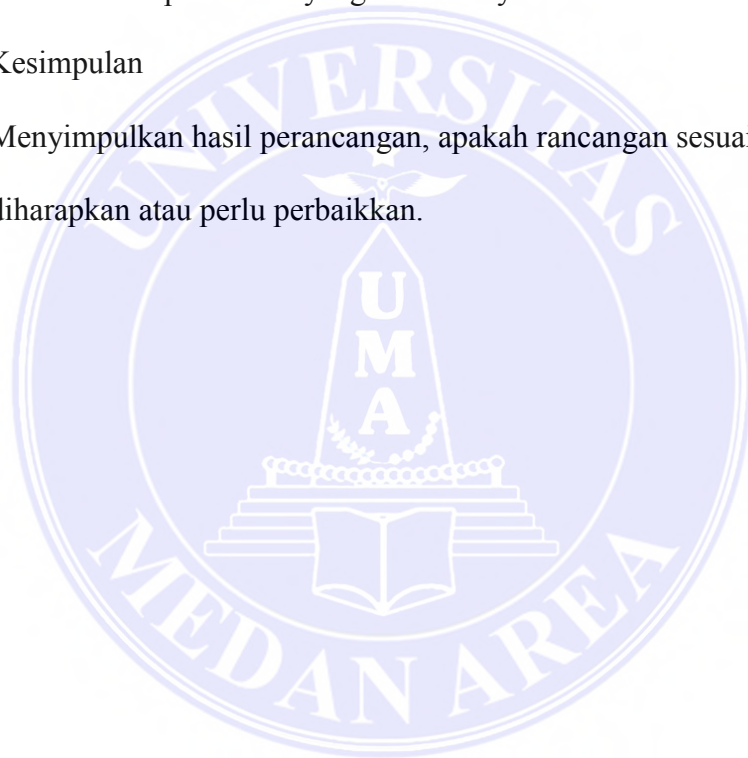 Kesimpulan
Menyimpulkan hasil perancangan, apakah rancangan sesuai
diharapkan atau perlu perbaikkan.
UNIVERSITAS
U
M
A
MEDAN AREA